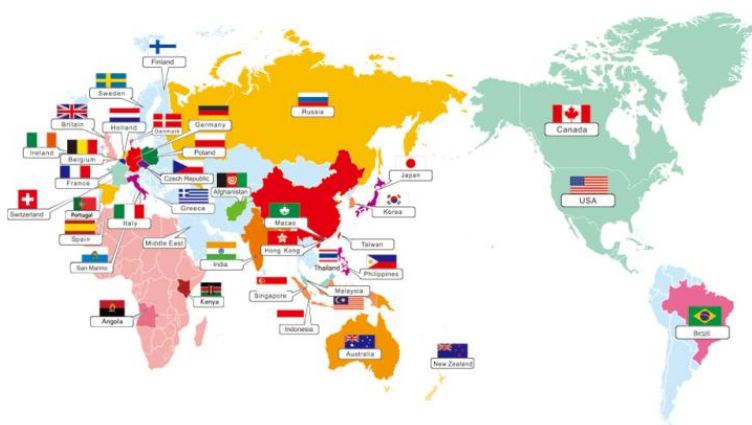 Finland
Sweden
Britain
Holland
Denmark
Germany
Russia
Ireland
Belgium
Poland
France
Czech Republic
Switzerland
Portugal
Italy
Greece
Afghanistan
Spain
San Marino
Middle East
India
Macao
Hong Kong
Japan
Korea
Taiwan
Thailand
Philippines
Singapore
Malaysia
Indonesia
Angola
Kenya
Australia
New Zealand
Canada
USA
Brazil